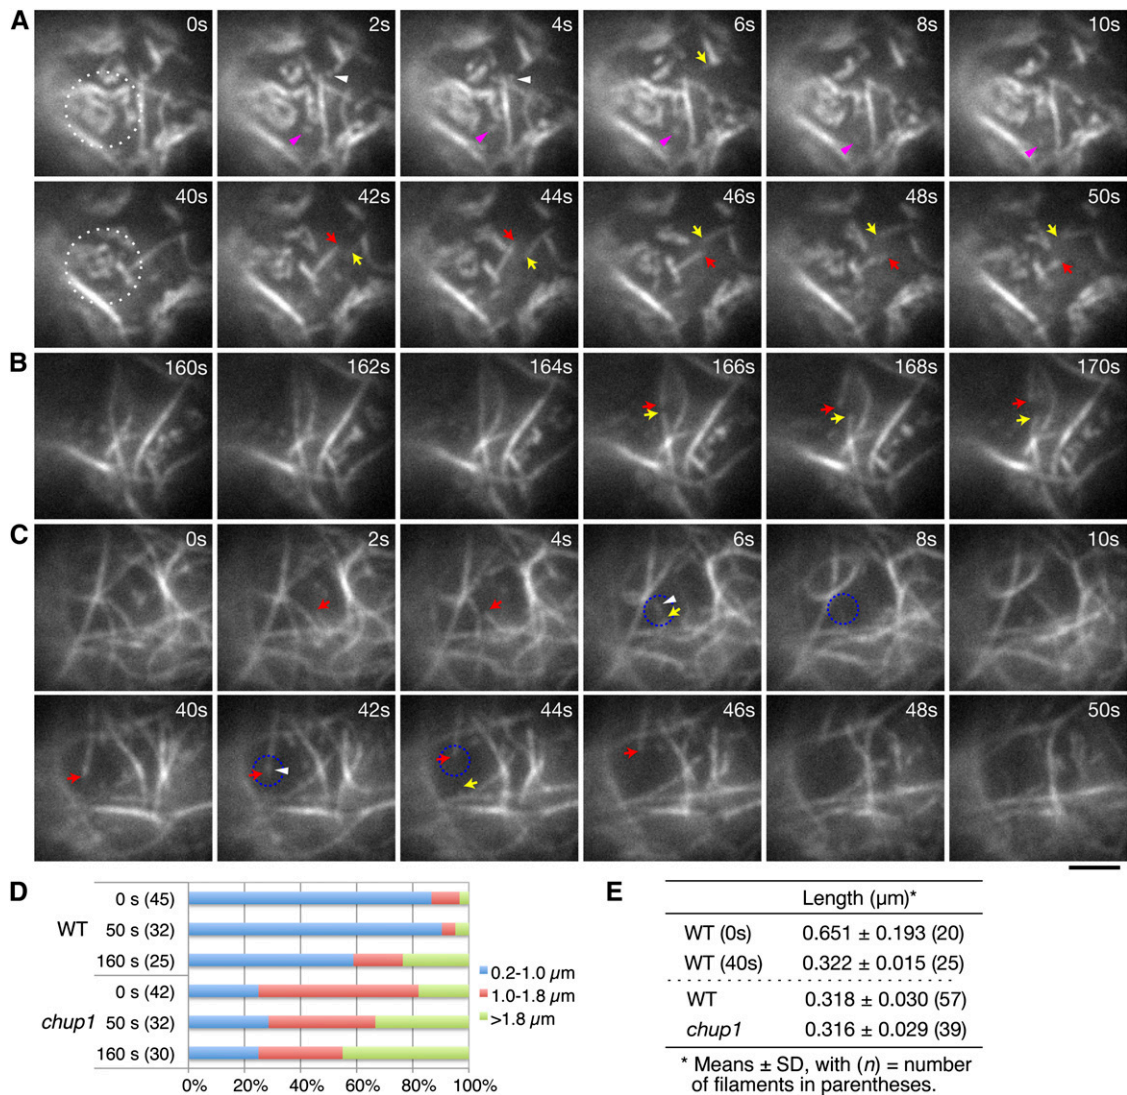 A
0s 2s 4s 6s 8s 10s
40s 42s 44s 46s 48s 50s
B
160s 162s 164s 166s 168s 170s
C
0s 2s 4s 6s 8s 10s
40s 42s 44s 46s 48s 50s
D
WT
0 s (45)
50 s (32)
160 s (25)
chup1
0 s (42)
50 s (32)
160 s (30)
0% 20% 40% 60% 80% 100%
0.2-1.0 µm
1.0-1.8 µm
>1.8 µm
E
Length (µm)*
WT (0s) 0.651 ± 0.193 (20)
WT (40s) 0.322 ± 0.015 (25)
WT 0.318 ± 0.030 (57)
chup1 0.316 ± 0.029 (39)
* Means ± SD, with (n) = number
of filaments in parentheses.